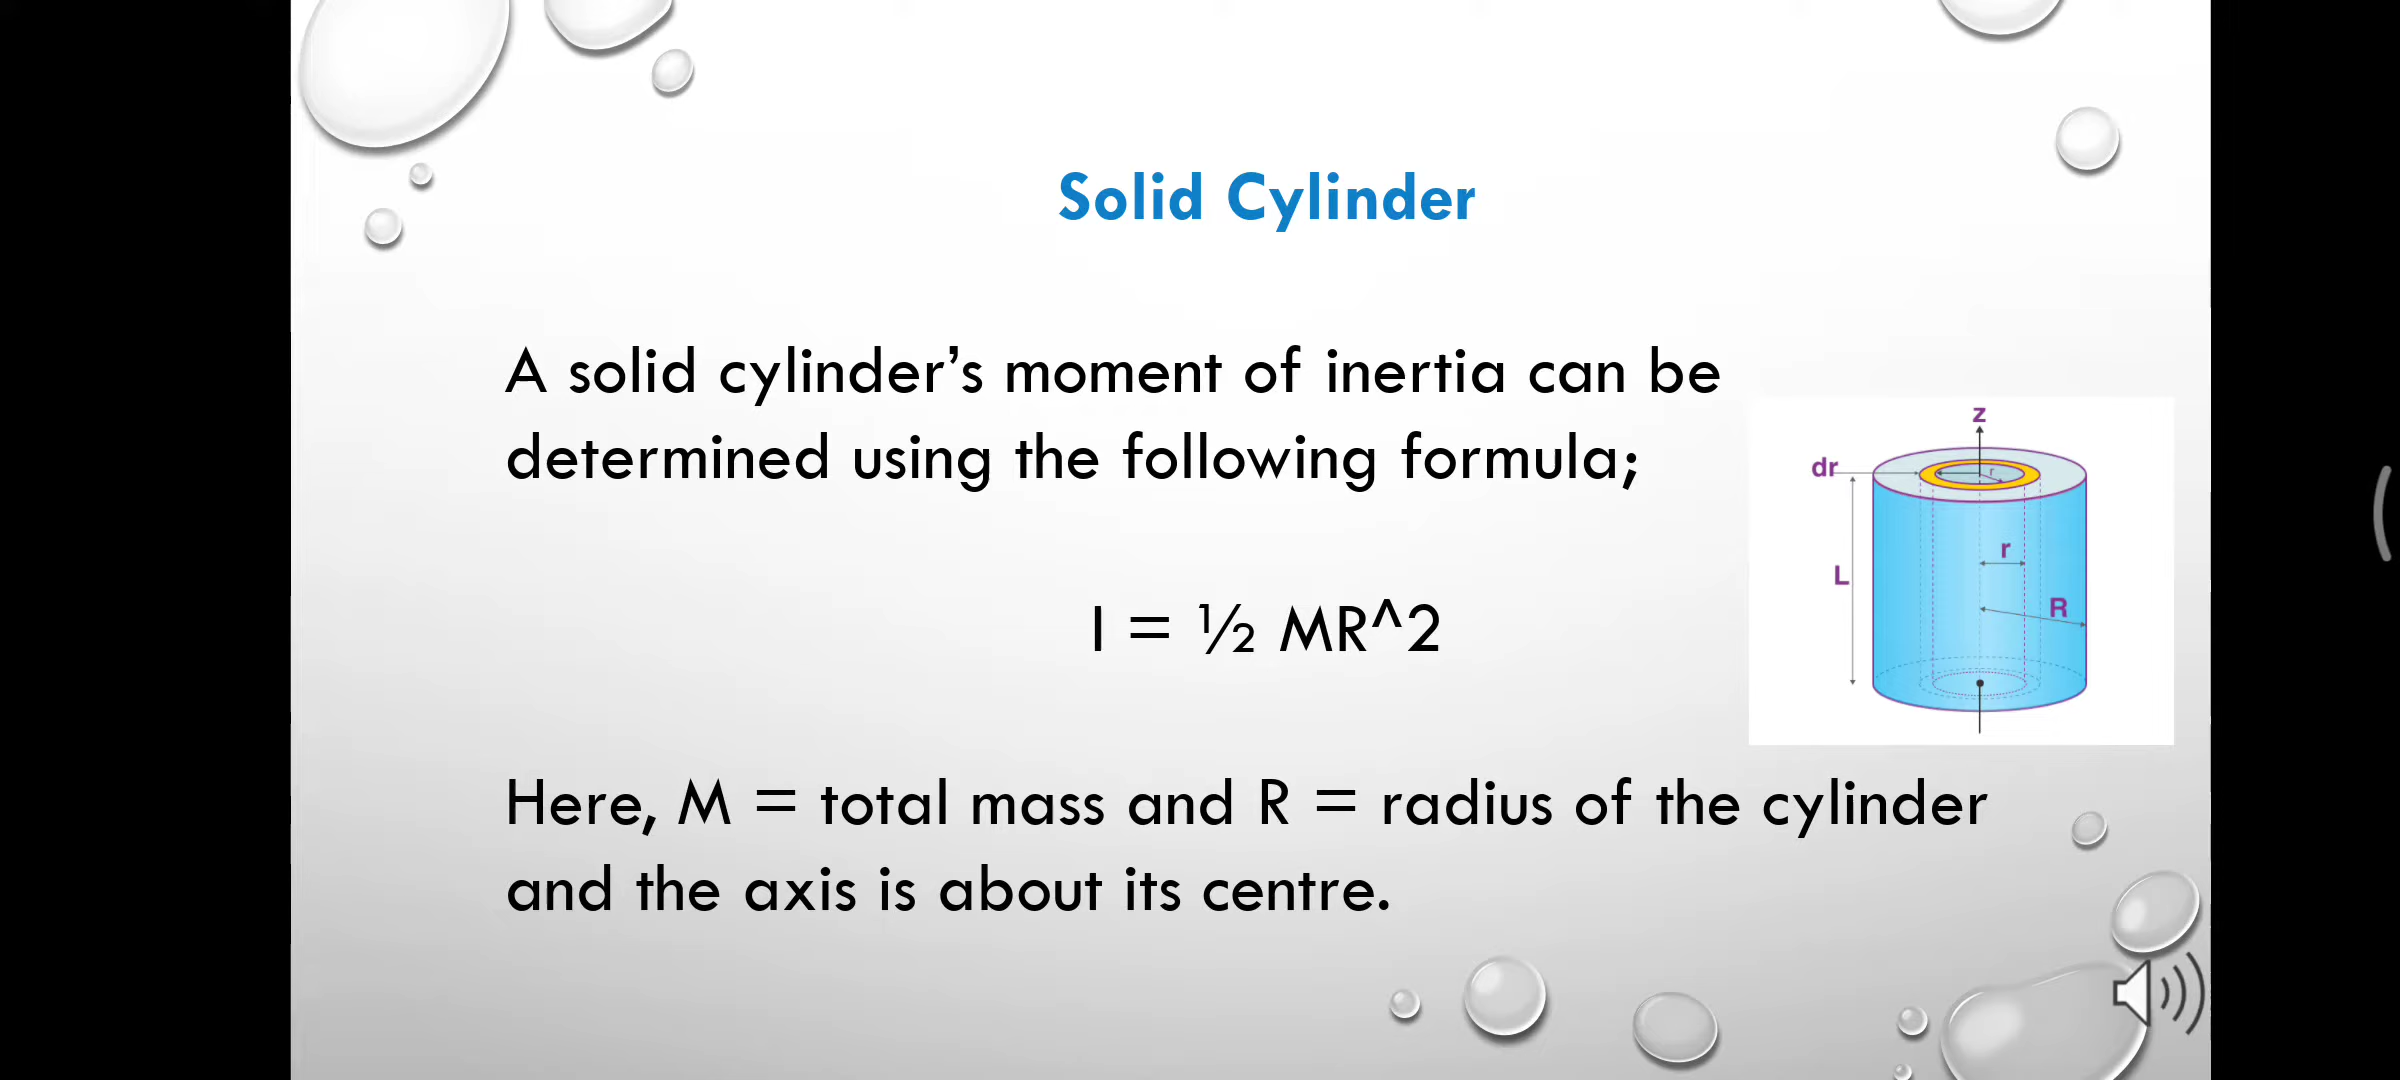 Solid Cylinder
A solid cylinder’s moment of inertia can be
determined using the following formula;
I = ½ MR^2
z
dr
r
r
L
R
Here, M = total mass and R = radius of the cylinder
and the axis is about its centre.